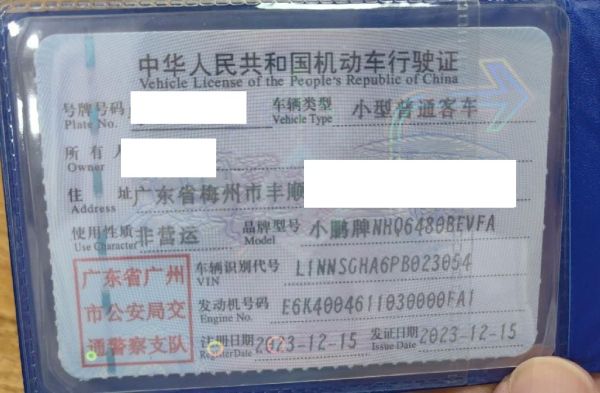 中华人民共和国机动车行驶证
Vehicle License of the People's Republic of China
号牌号码 车辆类型 小型普通客车
Plate No. Vehicle Type
所有人
Owner
住址 广东省梅州市丰顺
Address
使用性质 非营运 品牌型号 小鹏牌NHQ6480BEVFA
Use Character Model
广东省广州 车辆识别代号 L1NNSGHA6PB023054
VIN
市公安局交 发动机号码 E6K4004611030000FA1
Engine No.
通警察支队 注册日期 2023-12-15 发证日期 2023-12-15
Register Date Issue Date